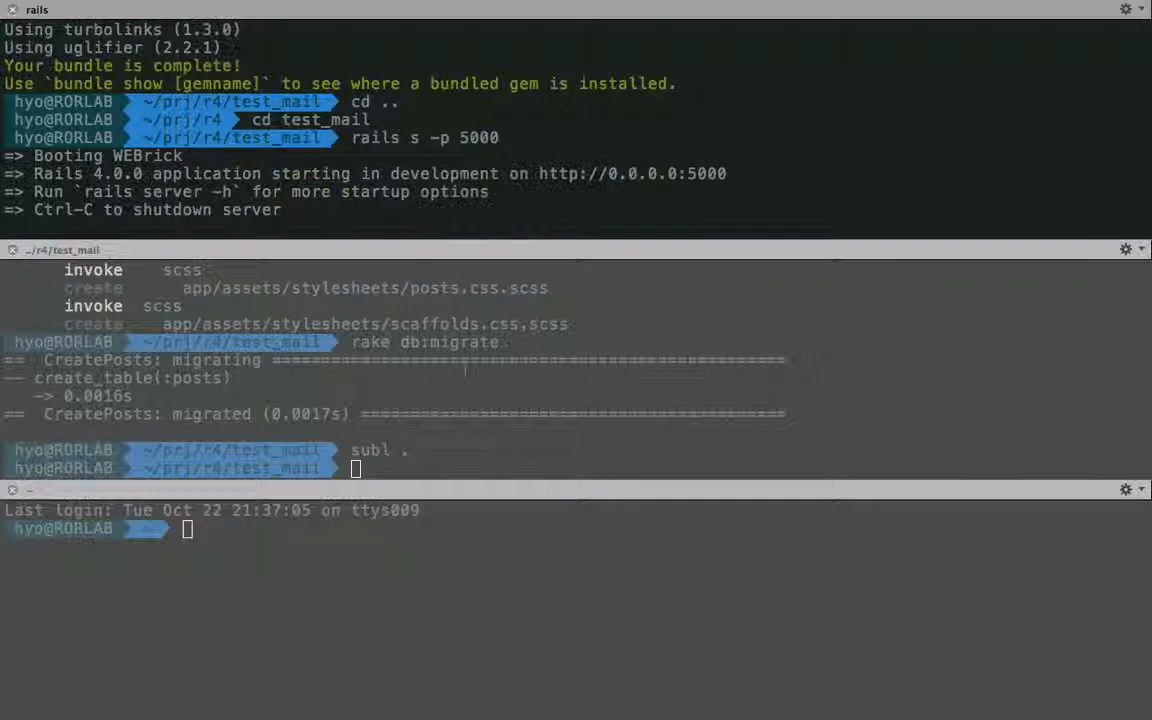 rails
Using turbolinks (1.3.0)
Using uglifier (2.2.1)
Your bundle is complete!
Use `bundle show [gemname]` to see where a bundled gem is installed.
hyo@RORLAB ~/prj/r4/test_mail cd ..
hyo@RORLAB ~/prj/r4 cd test_mail
hyo@RORLAB ~/prj/r4/test_mail rails s -p 5000
=> Booting WEBrick
=> Rails 4.0.0 application starting in development on http://0.0.0.0:5000
=> Run `rails server -h` for more startup options
=> Ctrl-C to shutdown server
../r4/test_mail
invoke scss
create app/assets/stylesheets/posts.css.scss
invoke scss
create app/assets/stylesheets/scaffolds.css.scss
hyo@RORLAB ~/prj/r4/test_mail rake db:migrate
== CreatePosts: migrating ====================================================
-- create_table(:posts)
-> 0.0016s
== CreatePosts: migrated (0.0017s) ===========================================
hyo@RORLAB ~/prj/r4/test_mail subl .
hyo@RORLAB ~/prj/r4/test_mail
~
Last login: Tue Oct 22 21:37:05 on ttys009
hyo@RORLAB ~